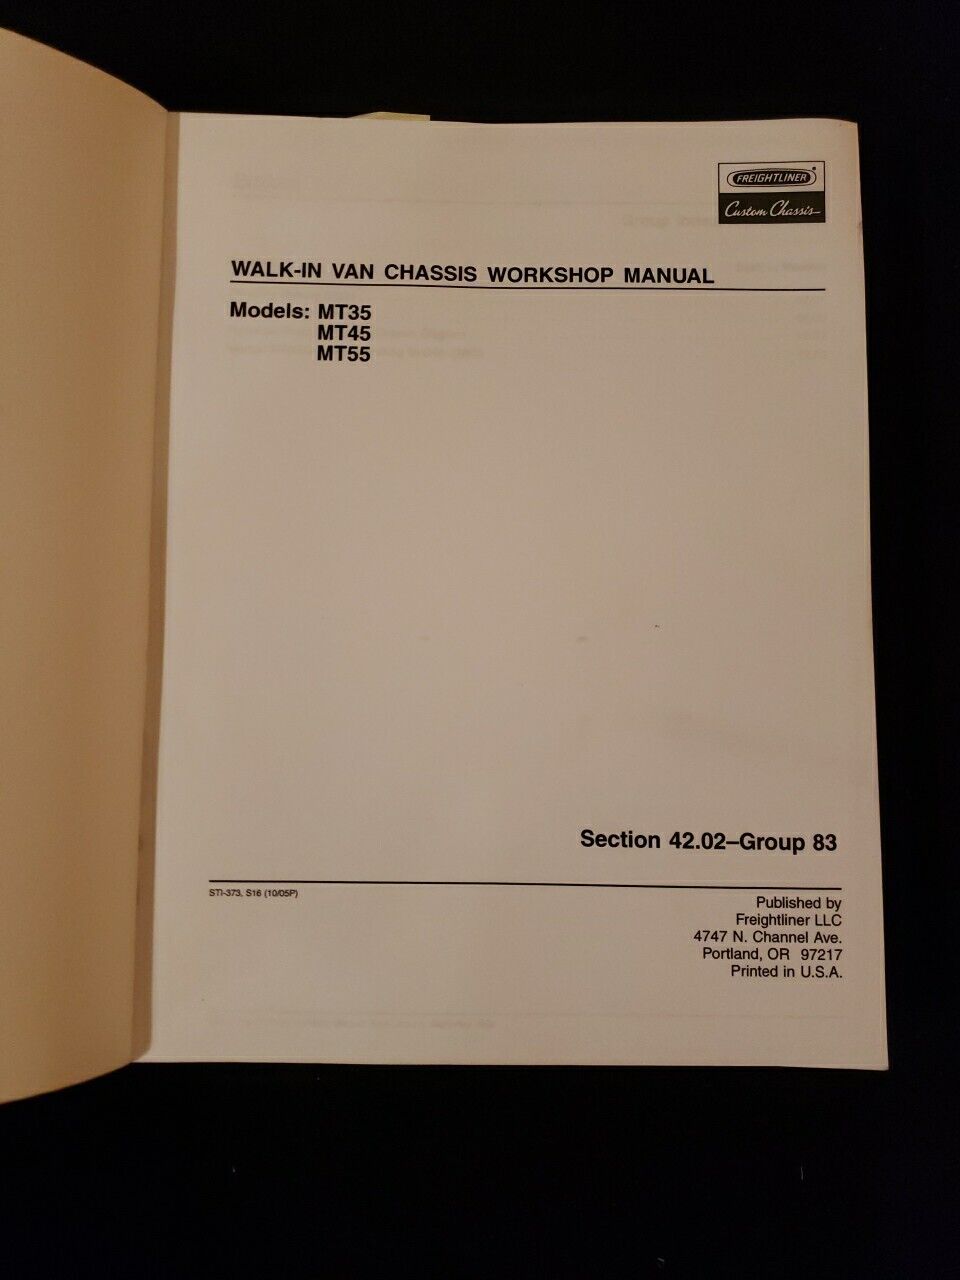 FREIGHTLINER
Custom Chassis
WALK-IN VAN CHASSIS WORKSHOP MANUAL
Models: MT35
MT45
MT55
Section 42.02–Group 83
STI-373, S16 (10/05P)
Published by
Freightliner LLC
4747 N. Channel Ave.
Portland, OR 97217
Printed in U.S.A.